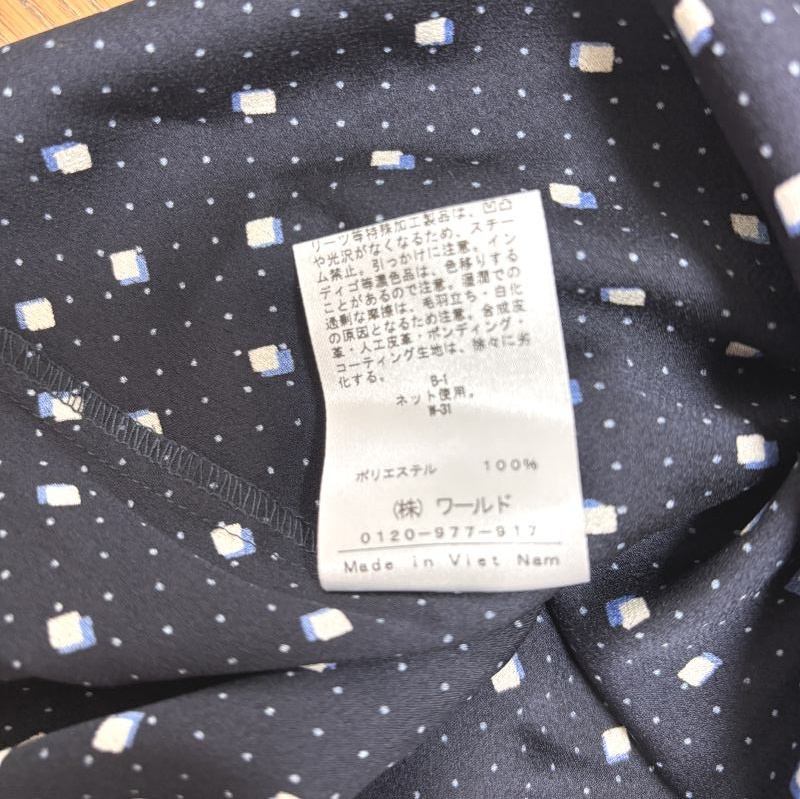 リーツ等特殊加工製品は、凹凸
や光沢がなくなるため、スチー
ム禁止。引っかけに注意。イン
ディゴ等濃色品は、色移りする
ことがあるので注意。湿潤での
過剰な摩擦は、毛羽立ち・白化
の原因となるため注意。合成皮
革・人工皮革・ボンディング・
コーティング生地は、徐々に劣
化する。
B-1
ネット使用。
W-31
ポリエステル 100%
(株) ワールド
0120-977-917
Made in Viet Nam